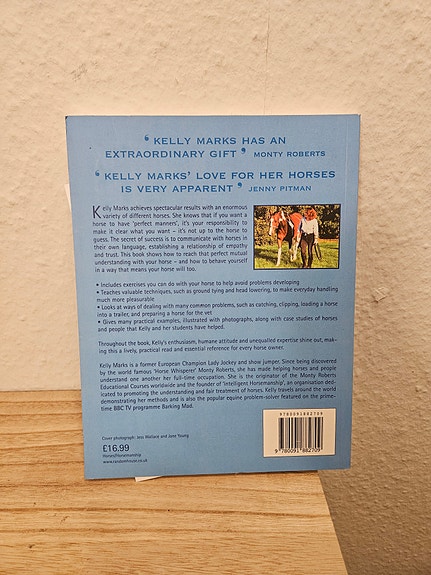 ‘ KELLY MARKS HAS AN
EXTRAORDINARY GIFT ’ MONTY ROBERTS
‘ KELLY MARKS’ LOVE FOR HER HORSES
IS VERY APPARENT ’ JENNY PITMAN
Kelly Marks achieves spectacular results with an enormous
variety of different horses. She knows that if you want a
horse to have ‘perfect manners’, it’s your responsibility to
make it clear what you want – it’s not up to the horse to
guess. The secret of success is to communicate with horses in
their own language, establishing a relationship of empathy
and trust. This book shows how to reach that perfect mutual
understanding with your horse – and how to behave yourself
in a way that means your horse will too.
• Includes exercises you can do with your horse to help avoid problems developing
• Teaches valuable techniques, such as ground tying and head lowering, to make everyday handling
much more pleasurable
• Looks at ways of dealing with many common problems, such as catching, clipping, loading a horse
into a trailer, and preparing a horse for the vet
• Gives many practical examples, illustrated with photographs, along with case studies of horses
and people that Kelly and her students have helped.
Throughout the book, Kelly’s enthusiasm, humane attitude and unequalled expertise shine out, mak-
ing this a lively, practical read and essential reference for every horse owner.
Kelly Marks is a former European Champion Lady Jockey and show jumper. Since being discovered
by the world famous ‘Horse Whisperer’ Monty Roberts, she has made helping horses and people
understand one another her full-time occupation. She is the originator of the Monty Roberts
Educational Courses worldwide and the founder of ‘Intelligent Horsemanship’, an organisation dedi-
cated to promoting the understanding and fair treatment of horses. Kelly travels around the world
demonstrating her methods and is also the popular equine problem-solver featured on the prime-
time BBC TV programme Barking Mad.
Cover photograph: Jess Wallace and Jane Young
£16.99
Horses/Horsemanship
www.randomhouse.co.uk
9780091882709
9 780091 882709